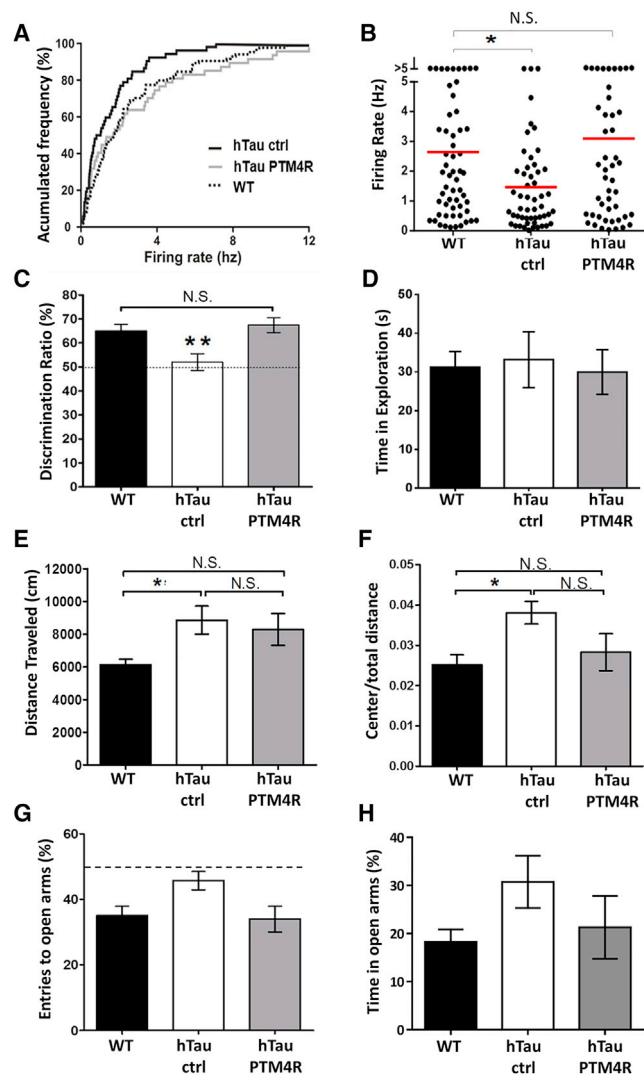 A
Acumulated frequency (%)
100
80
60
40
20
0
0
4
8
12
Firing rate (hz)
hTau ctrl
hTau PTM4R
WT
B
N.S.
*
Firing Rate (Hz)
>5
5
4
3
2
1
0
WT
hTau
ctrl
hTau
PTM4R
C
Discrimination Ratio (%)
80
70
60
50
40
30
20
10
0
N.S.
**
WT
hTau
ctrl
hTau
PTM4R
D
Time in Exploration (s)
50
40
30
20
10
0
WT
hTau
ctrl
hTau
PTM4R
E
Distance Traveled (cm)
12000
10000
8000
6000
4000
2000
0
N.S.
*
N.S.
WT
hTau
ctrl
hTau
PTM4R
F
Center/total distance
0.05
0.04
0.03
0.02
0.01
0.00
N.S.
*
N.S.
WT
hTau
ctrl
hTau
PTM4R
G
Entries to open arms (%)
60
40
20
0
WT
hTau
ctrl
hTau
PTM4R
H
Time in open arms (%)
40
30
20
10
0
WT
hTau
ctrl
hTau
PTM4R